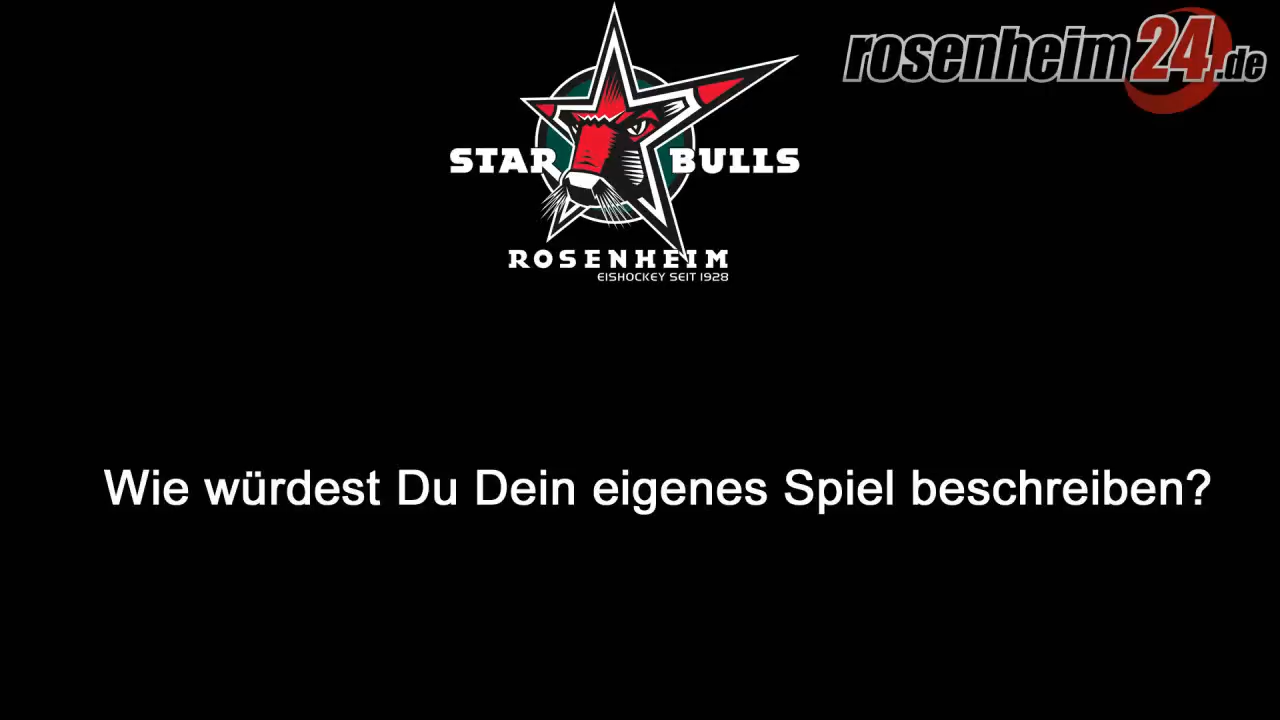 rosenheim24.de
STAR BULLS
ROSENHEIM
EISHOCKEY SEIT 1928
Wie würdest Du Dein eigenes Spiel beschreiben?